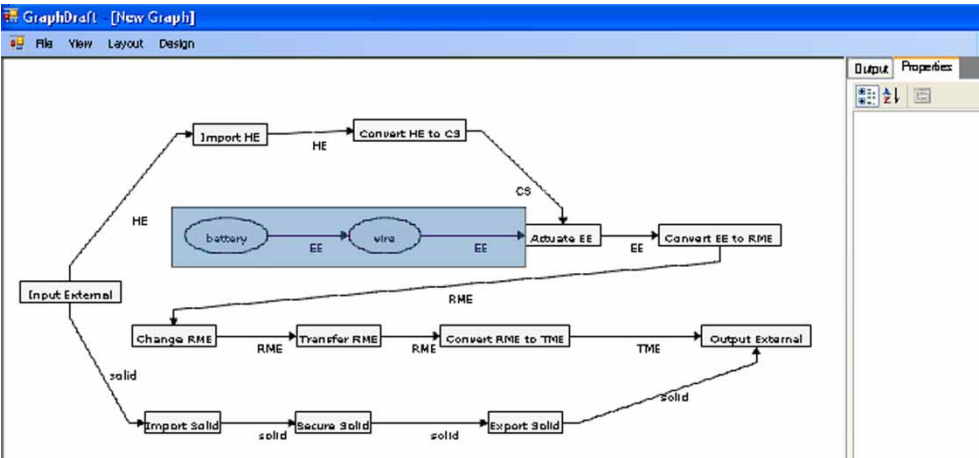 GraphDraft - [New Graph]
File View Layout Design
Output Properties
Import HE
HE
Convert HE to CS
CS
HE
battery
EE
wire
EE
Actuate EE
EE
Convert EE to RME
Input External
RME
Change RME
RME
Transfer RME
RME
Convert RME to TME
TME
Output External
solid
solid
Import Solid
solid
Secure Solid
solid
Export Solid